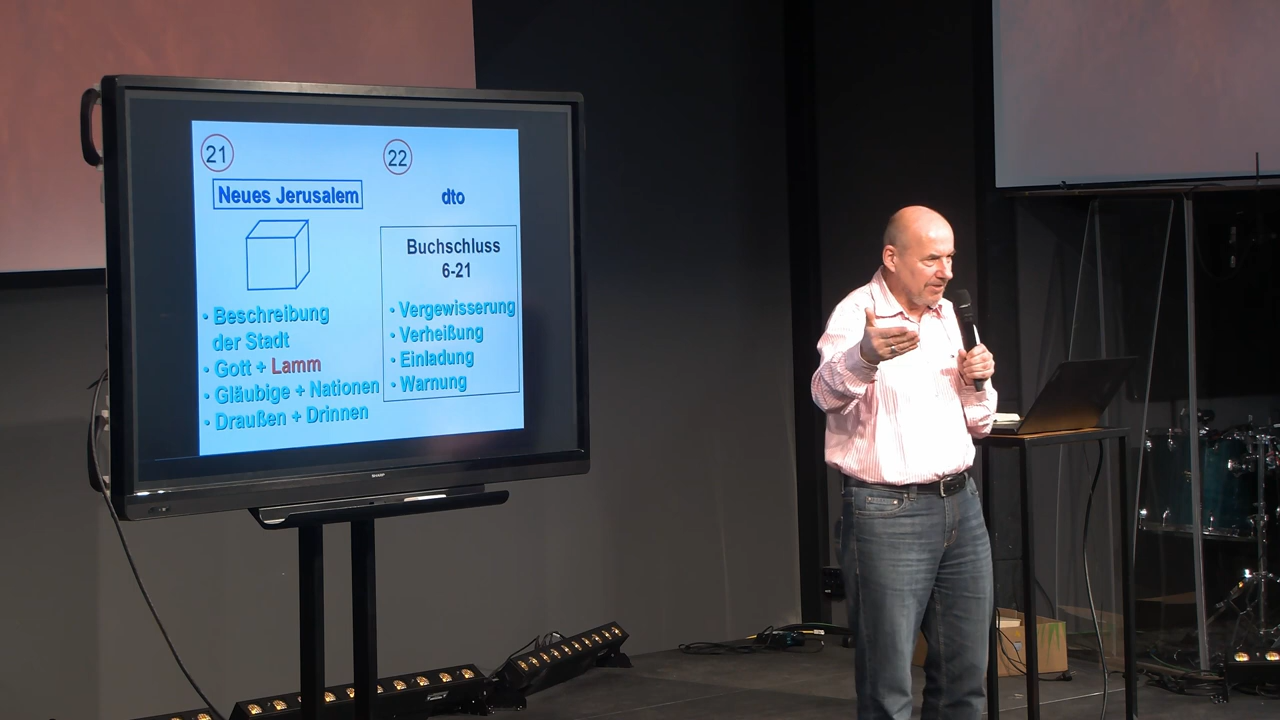 21
Neues Jerusalem
• Beschreibung
der Stadt
• Gott + Lamm
• Gläubige + Nationen
• Draußen + Drinnen
22
dto
Buchschluss
6-21
• Vergewisserung
• Verheißung
• Einladung
• Warnung
SHARP